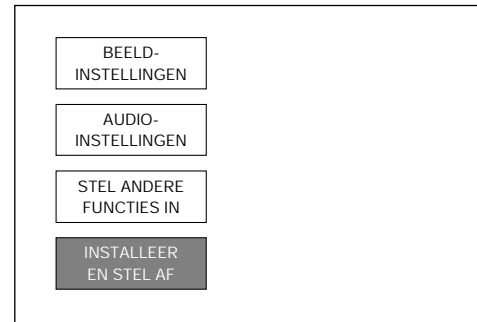 BEELD-
INSTELLINGEN
AUDIO-
INSTELLINGEN
STEL ANDERE
FUNCTIES IN
INSTALLEER
EN STEL AF